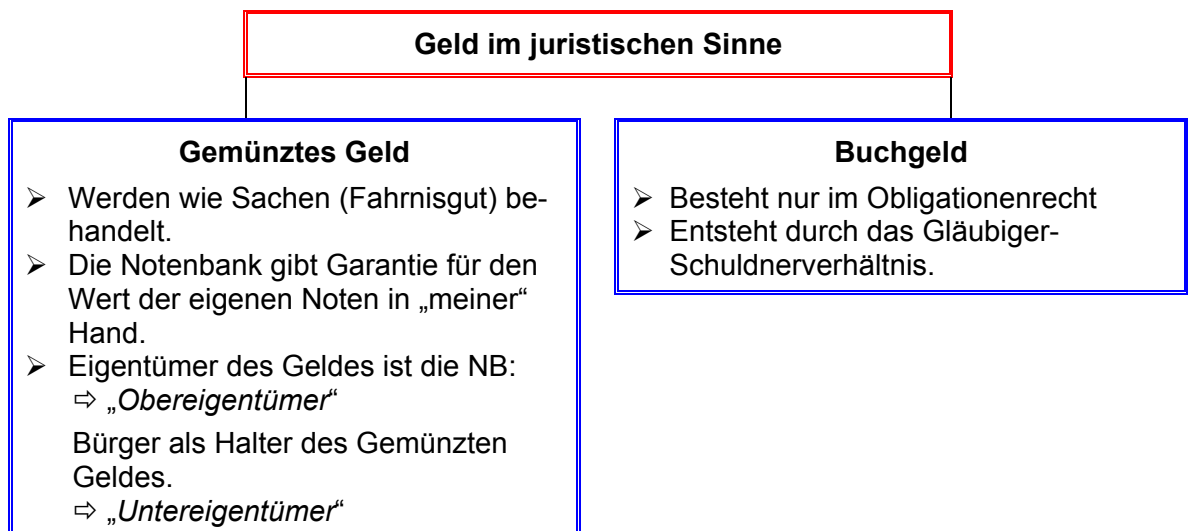 Geld im juristischen Sinne
Gemünztes Geld
➢ Werden wie Sachen (Fahrnisgut) be-
handelt.
➢ Die Notenbank gibt Garantie für den
Wert der eigenen Noten in „meiner“
Hand.
➢ Eigentümer des Geldes ist die NB:
⇨ „Obereigentümer“
Bürger als Halter des Gemünzten
Geldes.
⇨ „Untereigentümer“
Buchgeld
➢ Besteht nur im Obligationenrecht
➢ Entsteht durch das Gläubiger-
Schuldnerverhältnis.